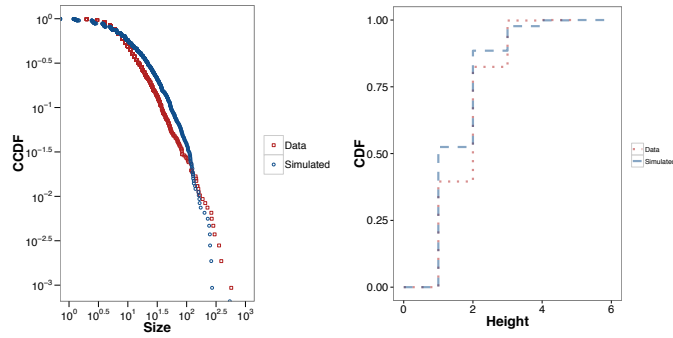 10^0
10^-0.5
10^-1
10^-1.5
10^-2
10^-2.5
10^-3
CCDF
10^0 10^0.5 10^1 10^1.5 10^2 10^2.5 10^3
Size
Data
Simulated
1.00
0.75
0.50
0.25
0.00
CDF
0 2 4 6
Height
Data
Simulated